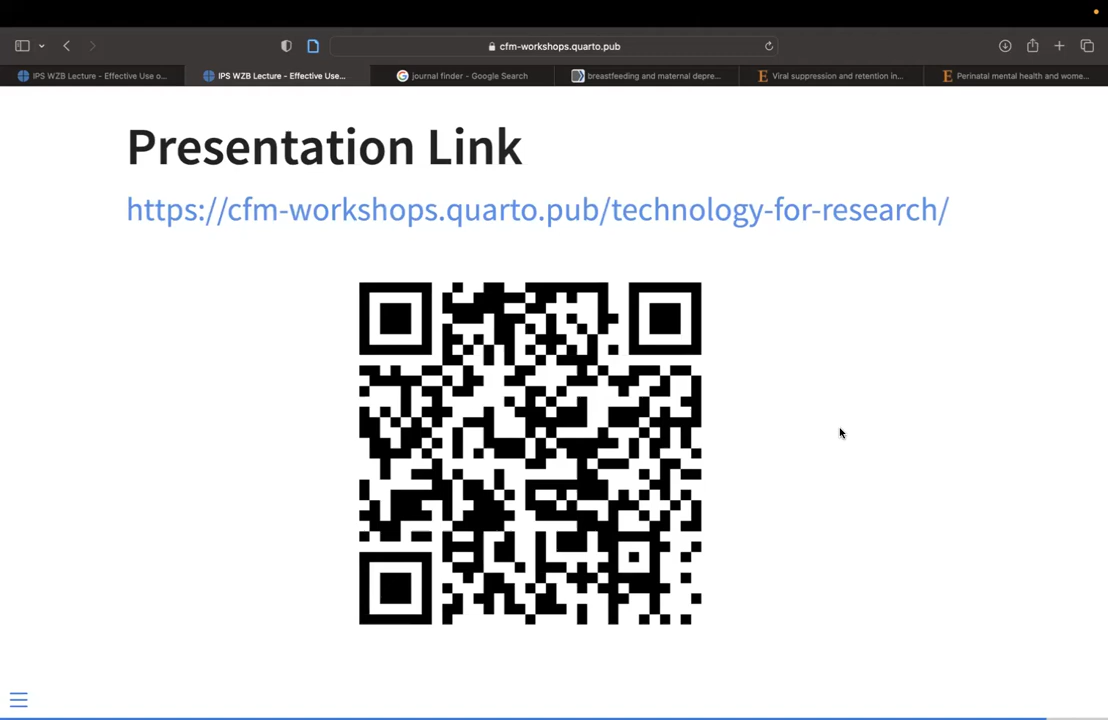 cfm-workshops.quarto.pub
IPS WZB Lecture - Effective Use o...
IPS WZB Lecture - Effective Use...
journal finder - Google Search
breastfeeding and maternal depre...
Viral suppression and retention in...
Perinatal mental health and wome...
Presentation Link
https://cfm-workshops.quarto.pub/technology-for-research/